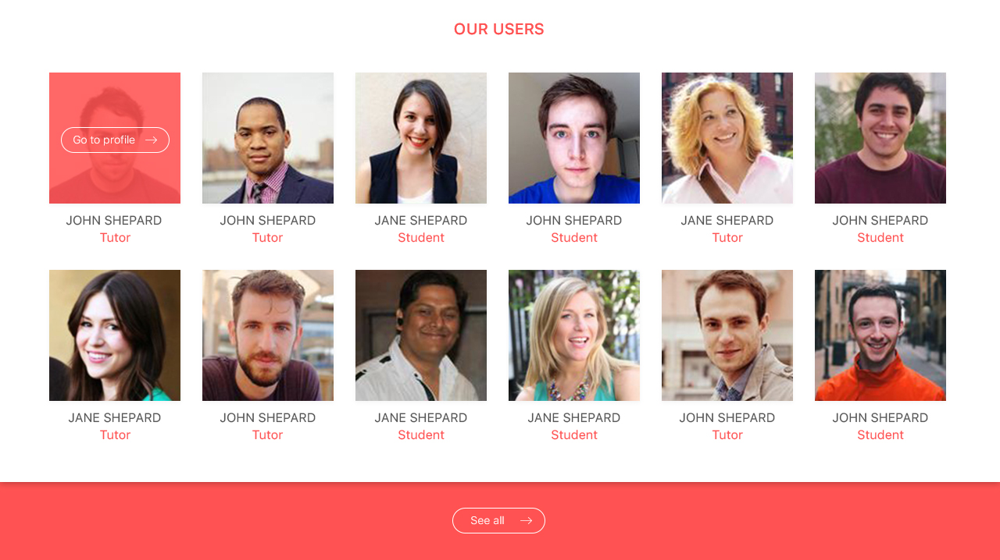 OUR USERS
Go to profile
JOHN SHEPARD
Tutor
JOHN SHEPARD
Tutor
JANE SHEPARD
Student
JOHN SHEPARD
Student
JANE SHEPARD
Tutor
JOHN SHEPARD
Student
JANE SHEPARD
Tutor
JOHN SHEPARD
Tutor
JANE SHEPARD
Student
JANE SHEPARD
Student
JOHN SHEPARD
Tutor
JOHN SHEPARD
Student
See all